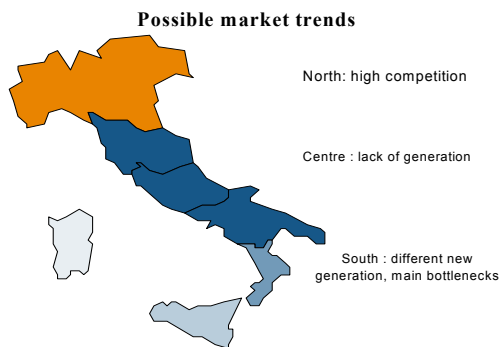 Possible market trends
North: high competition
Centre : lack of generation
South : different new
generation, main bottlenecks